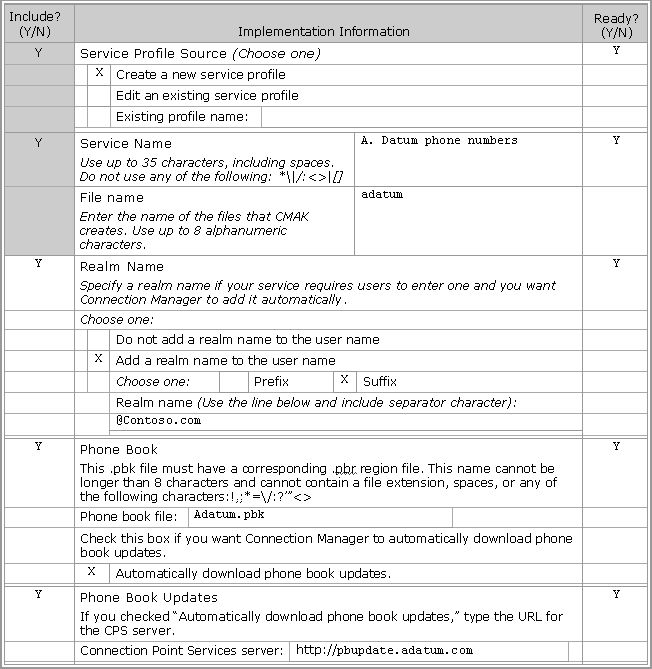 Include?
(Y/N)
Implementation Information
Ready?
(Y/N)
Y
Service Profile Source (Choose one)
Y
X
Create a new service profile
Edit an existing service profile
Existing profile name:
Y
Service Name
A. Datum phone numbers
Y
Use up to 35 characters, including spaces.
Do not use any of the following: *\|/:<>|[]
File name
adatum
Enter the name of the files that CMAK
creates. Use up to 8 alphanumeric
characters.
Y
Realm Name
Y
Specify a realm name if your service requires users to enter one and you want
Connection Manager to add it automatically.
Choose one:
Do not add a realm name to the user name
X
Add a realm name to the user name
Choose one:
Prefix
X
Suffix
Realm name (Use the line below and include separator character):
@Contoso.com
Y
Phone Book
Y
This .pbk file must have a corresponding .pbr region file. This name cannot be
longer than 8 characters and cannot contain a file extension, spaces, or any of
the following characters:!,;*=\/:?'"<>
Phone book file:
Adatum.pbk
Check this box if you want Connection Manager to automatically download phone
book updates.
X
Automatically download phone book updates.
Y
Phone Book Updates
Y
If you checked "Automatically download phone book updates," type the URL for
the CPS server.
Connection Point Services server:
http://pbupdate.adatum.com